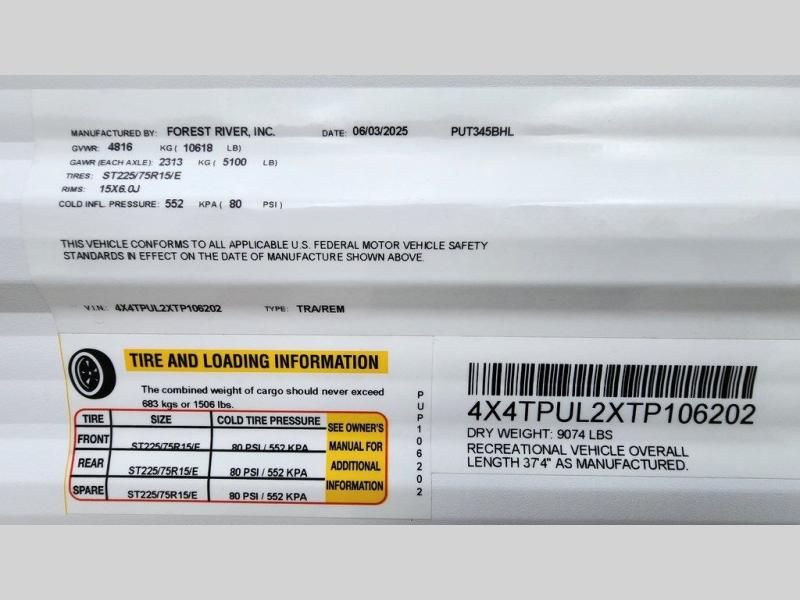 MANUFACTURED BY: FOREST RIVER, INC. DATE: 06/03/2025 PUT345BHL
GVWR: 4816 KG ( 10618 LB)
GAWR (EACH AXLE): 2313 KG ( 5100 LB)
TIRES: ST225/75R15/E
RIMS: 15X6.0J
COLD INFL. PRESSURE: 552 KPA ( 80 PSI )
THIS VEHICLE CONFORMS TO ALL APPLICABLE U.S. FEDERAL MOTOR VEHICLE SAFETY
STANDARDS IN EFFECT ON THE DATE OF MANUFACTURE SHOWN ABOVE.
V.I.N.: 4X4TPUL2XTP106202 TYPE: TRA/REM
TIRE AND LOADING INFORMATION
The combined weight of cargo should never exceed
683 kgs or 1506 lbs.
TIRE SIZE COLD TIRE PRESSURE
FRONT ST225/75R15/E 80 PSI / 552 KPA
REAR ST225/75R15/E 80 PSI / 552 KPA
SPARE ST225/75R15/E 80 PSI / 552 KPA
SEE OWNER'S
MANUAL FOR
ADDITIONAL
INFORMATION
PUP106202
4X4TPUL2XTP106202
DRY WEIGHT: 9074 LBS
RECREATIONAL VEHICLE OVERALL
LENGTH 37'4" AS MANUFACTURED.